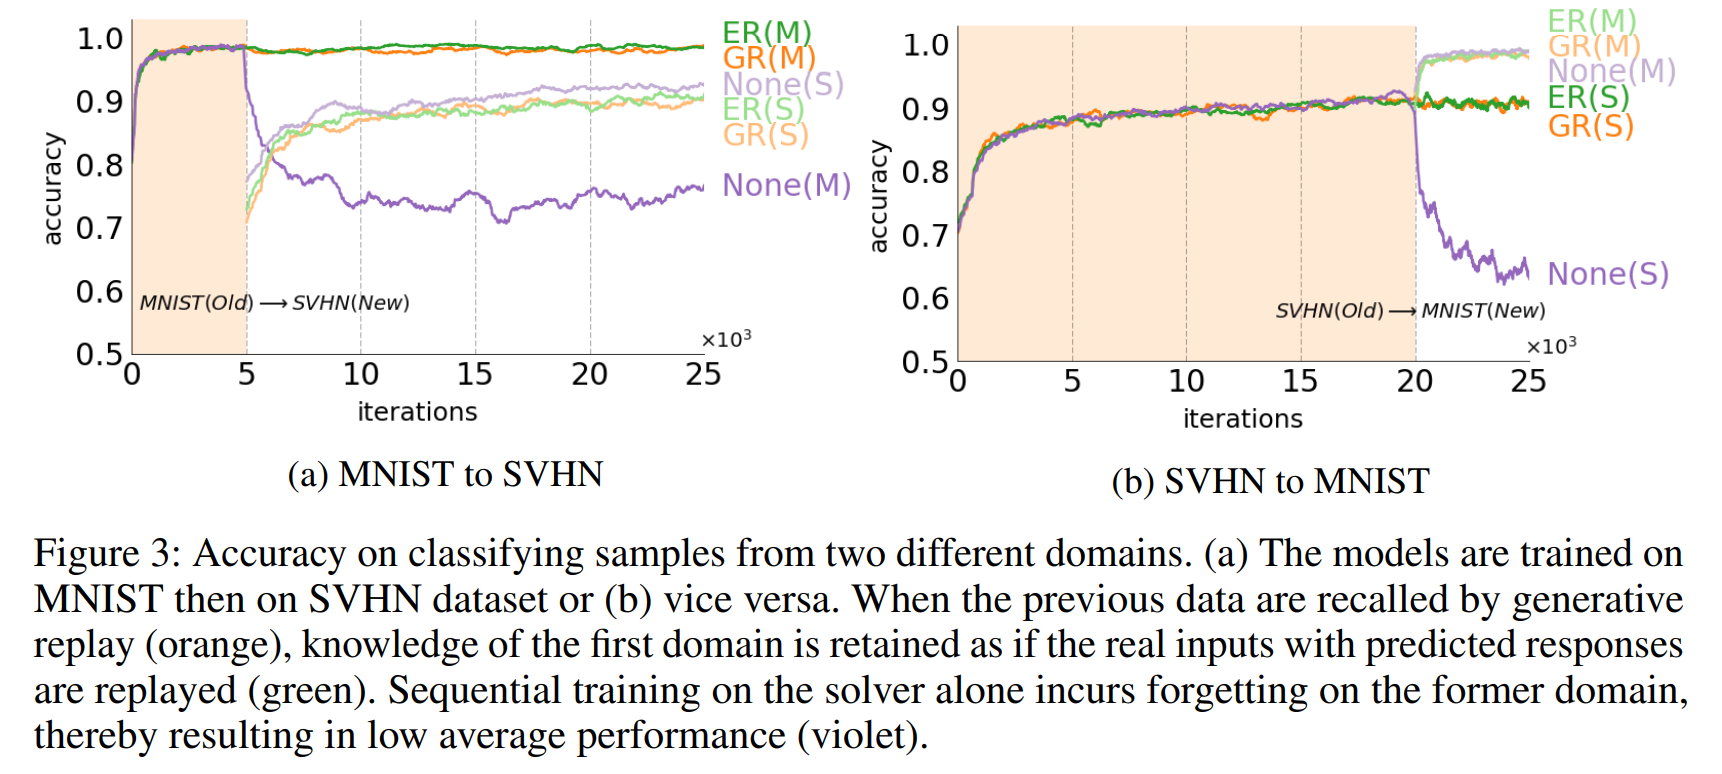 1.0
0.9
0.8
0.7
0.6
0.5
accuracy
ER(M)
GR(M)
None(S)
ER(S)
GR(S)
None(M)
MNIST(Old) ⟶ SVHN(New)
×10³
0 5 10 15 20 25
iterations
(a) MNIST to SVHN
1.0
0.9
0.8
0.7
0.6
0.5
accuracy
ER(M)
GR(M)
None(M)
ER(S)
GR(S)
None(S)
SVHN(Old) ⟶ MNIST(New)
×10³
0 5 10 15 20 25
iterations
(b) SVHN to MNIST
Figure 3: Accuracy on classifying samples from two different domains. (a) The models are trained on
MNIST then on SVHN dataset or (b) vice versa. When the previous data are recalled by generative
replay (orange), knowledge of the first domain is retained as if the real inputs with predicted responses
are replayed (green). Sequential training on the solver alone incurs forgetting on the former domain,
thereby resulting in low average performance (violet).